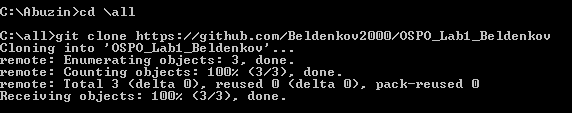 C:\Abuzin>cd \all
C:\all>git clone https://github.com/Beldenkov2000/OSPO_Lab1_Beldenkov
Cloning into 'OSPO_Lab1_Beldenkov'...
remote: Enumerating objects: 3, done.
remote: Counting objects: 100% (3/3), done.
remote: Total 3 (delta 0), reused 0 (delta 0), pack-reused 0
Receiving objects: 100% (3/3), done.